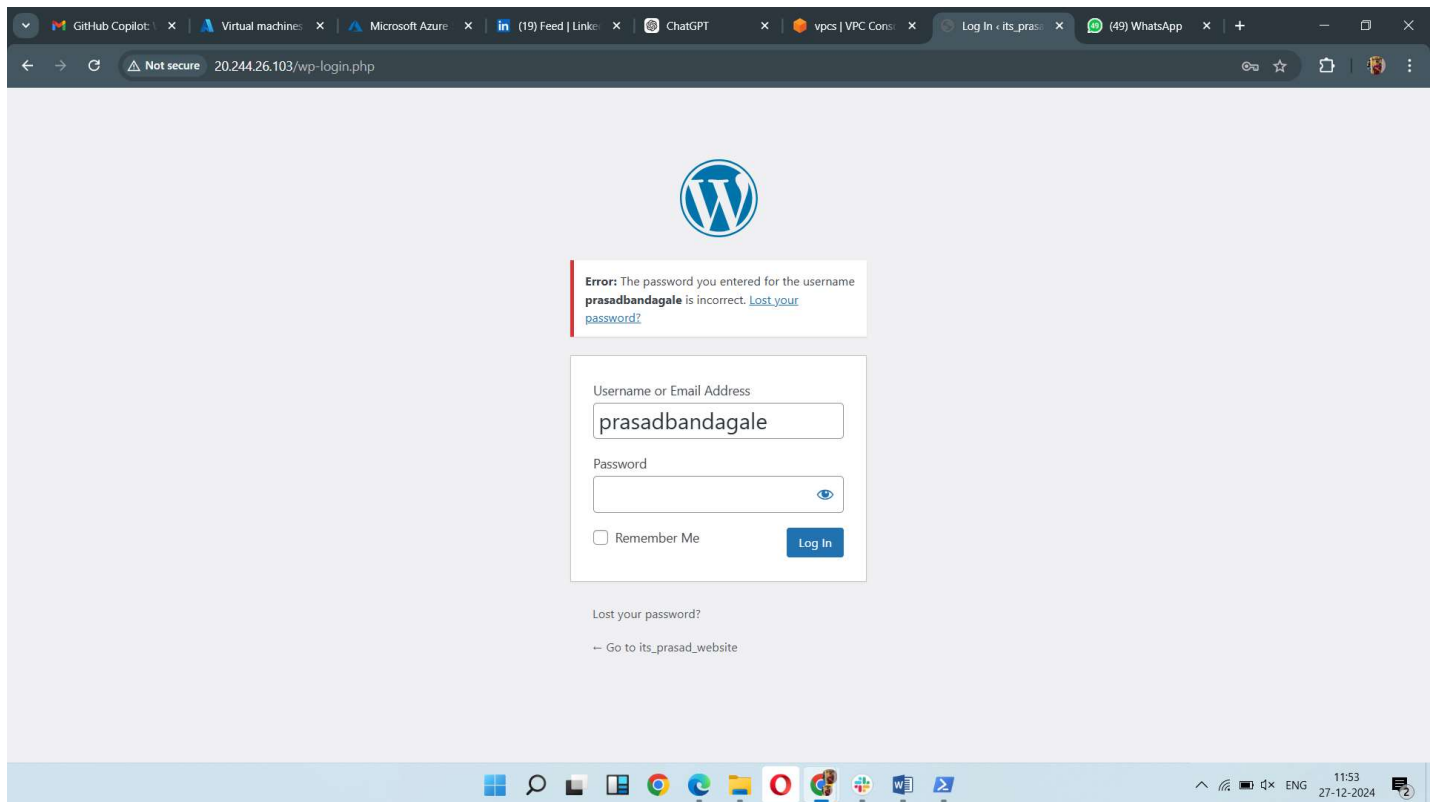 GitHub Copilot: \
Virtual machines
Microsoft Azure
in (19) Feed | Linke
ChatGPT
vpcs | VPC Cons
Log In ‹ its_prasa
49 (49) WhatsApp
Not secure 20.244.26.103/wp-login.php
W
Error: The password you entered for the username
prasadbandagale is incorrect. Lost your
password?
Username or Email Address
prasadbandagale
Password
Remember Me
Log In
Lost your password?
← Go to its_prasad_website
ENG
11:53
27-12-2024
2